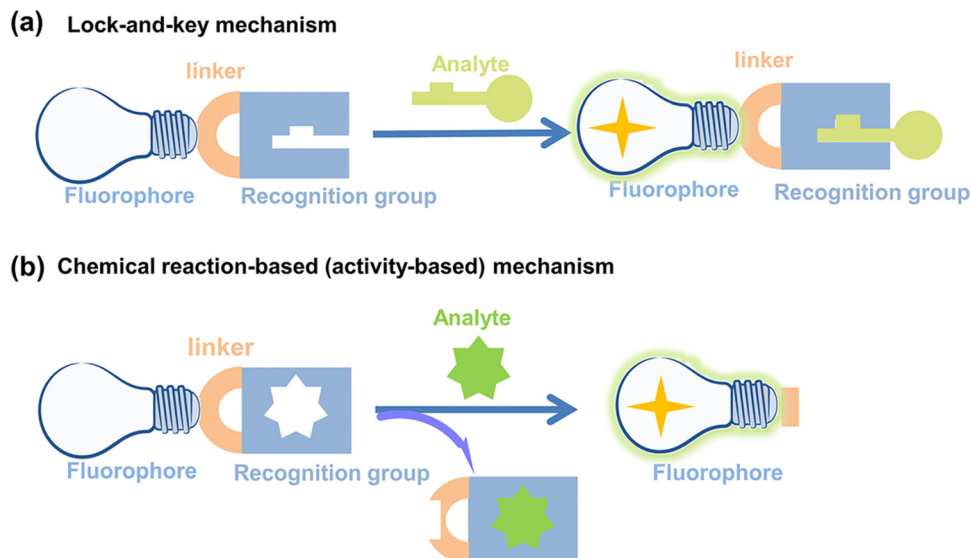 (a) Lock-and-key mechanism
linker
Analyte
linker
Fluorophore
Recognition group
Fluorophore
Recognition group
(b) Chemical reaction-based (activity-based) mechanism
Analyte
linker
Fluorophore
Recognition group
Fluorophore